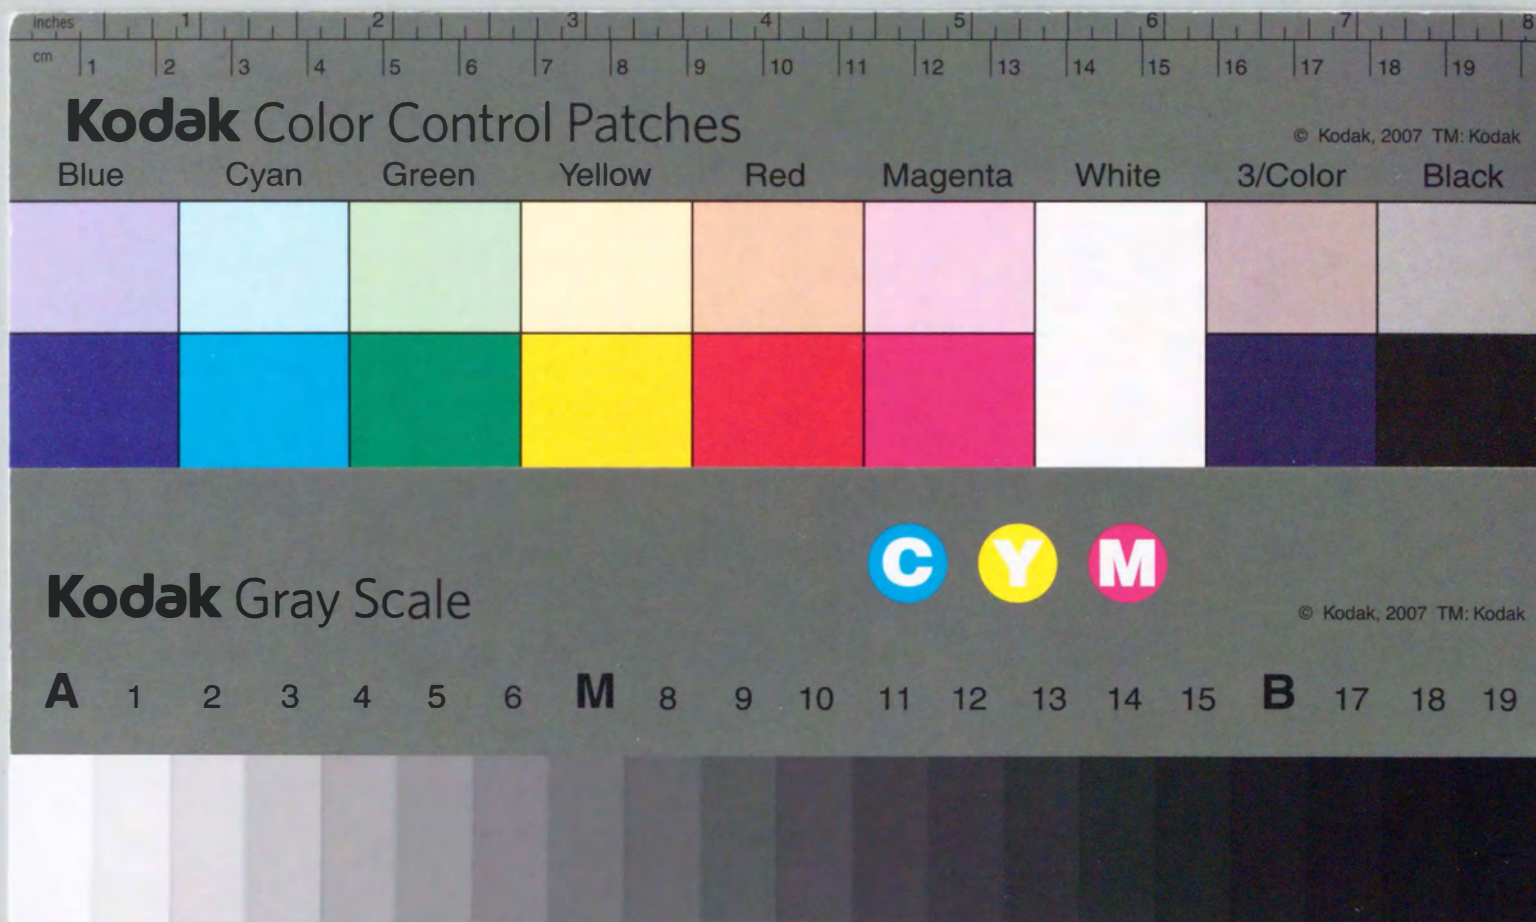 inches 1 2 3 4 5 6 7 8
cm 1 2 3 4 5 6 7 8 9 10 11 12 13 14 15 16 17 18 19
Kodak Color Control Patches
© Kodak, 2007 TM: Kodak
Blue Cyan Green Yellow Red Magenta White 3/Color Black
C Y M
Kodak Gray Scale
© Kodak, 2007 TM: Kodak
A 1 2 3 4 5 6 M 8 9 10 11 12 13 14 15 B 17 18 19